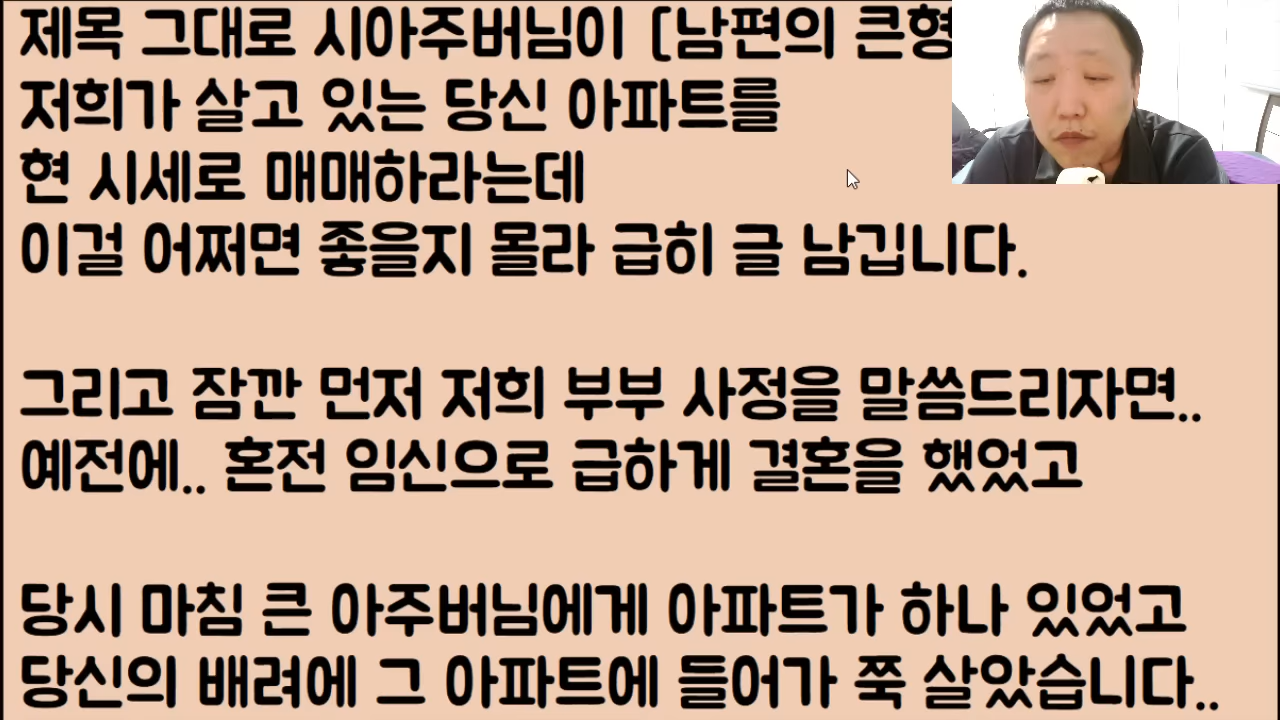 제목 그대로 시아주버님이 [남편의 큰형
저희가 살고 있는 당신 아파트를
현 시세로 매매하라는데
이걸 어쩌면 좋을지 몰라 급히 글 남깁니다.
그리고 잠깐 먼저 저희 부부 사정을 말씀드리자면..
예전에.. 혼전 임신으로 급하게 결혼을 했었고
당시 마침 큰 아주버님에게 아파트가 하나 있었고
당신의 배려에 그 아파트에 들어가 쭉 살았습니다..